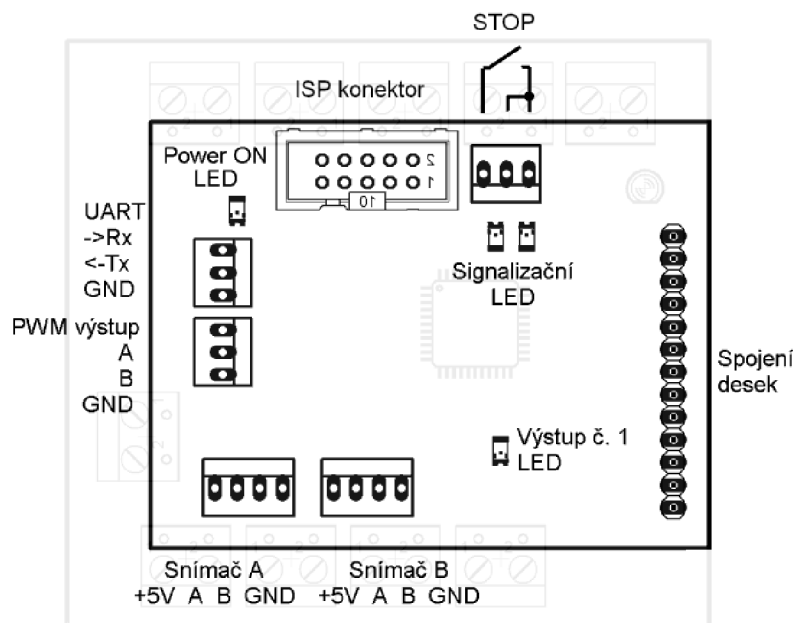 STOP
ISP konektor
Power ON
LED
2
1
10
UART
->Rx
<-Tx
GND
Signalizační
LED
PWM výstup
A
B
GND
Spojení
desek
Výstup č. 1
LED
Snímač A
+5V A B GND
Snímač B
+5V A B GND